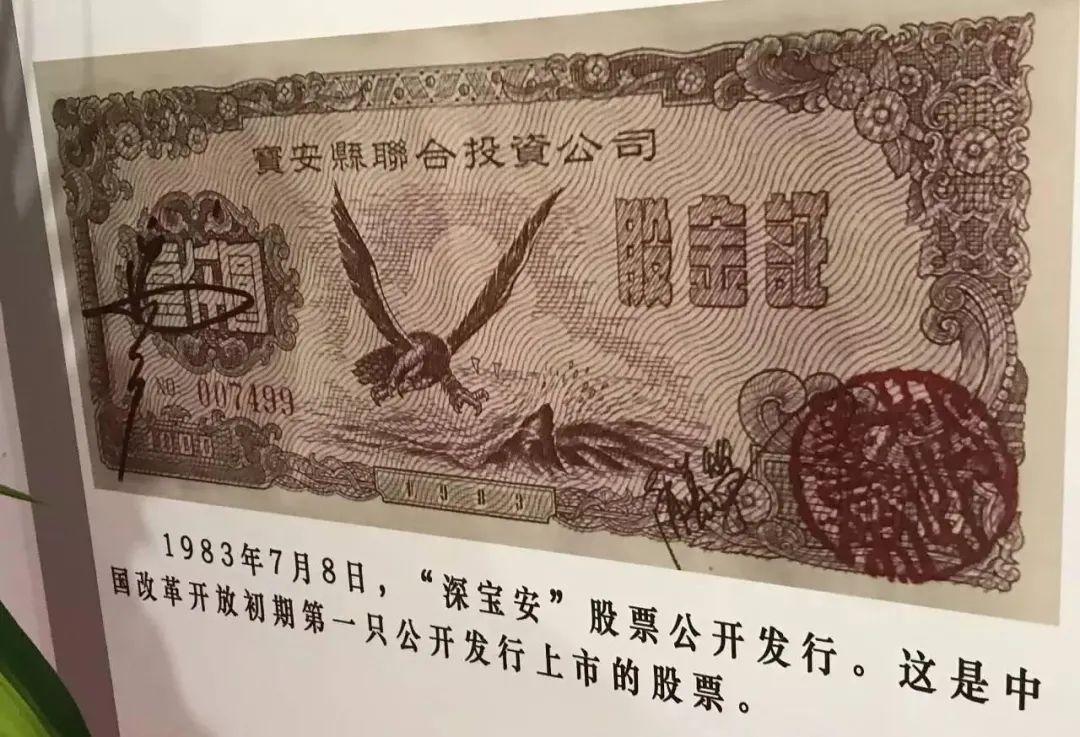 寶安縣聯合投資公司
股金証
NO 007499
1000
1983
1983年7月8日，“深宝安”股票公开发行。这是中
国改革开放初期第一只公开发行上市的股票。